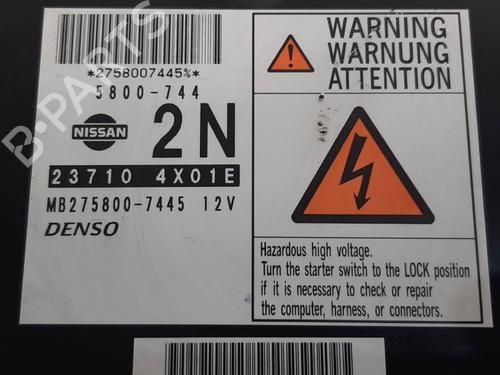 *2758007445%*
5800-744
NISSAN
2N
23710 4X01E
MB275800-7445 12V
DENSO
WARNING
WARNUNG
ATTENTION
Hazardous high voltage.
Turn the starter switch to the LOCK position
if it is necessary to check or repair
the computer, harness, or connectors.
B-PARTS